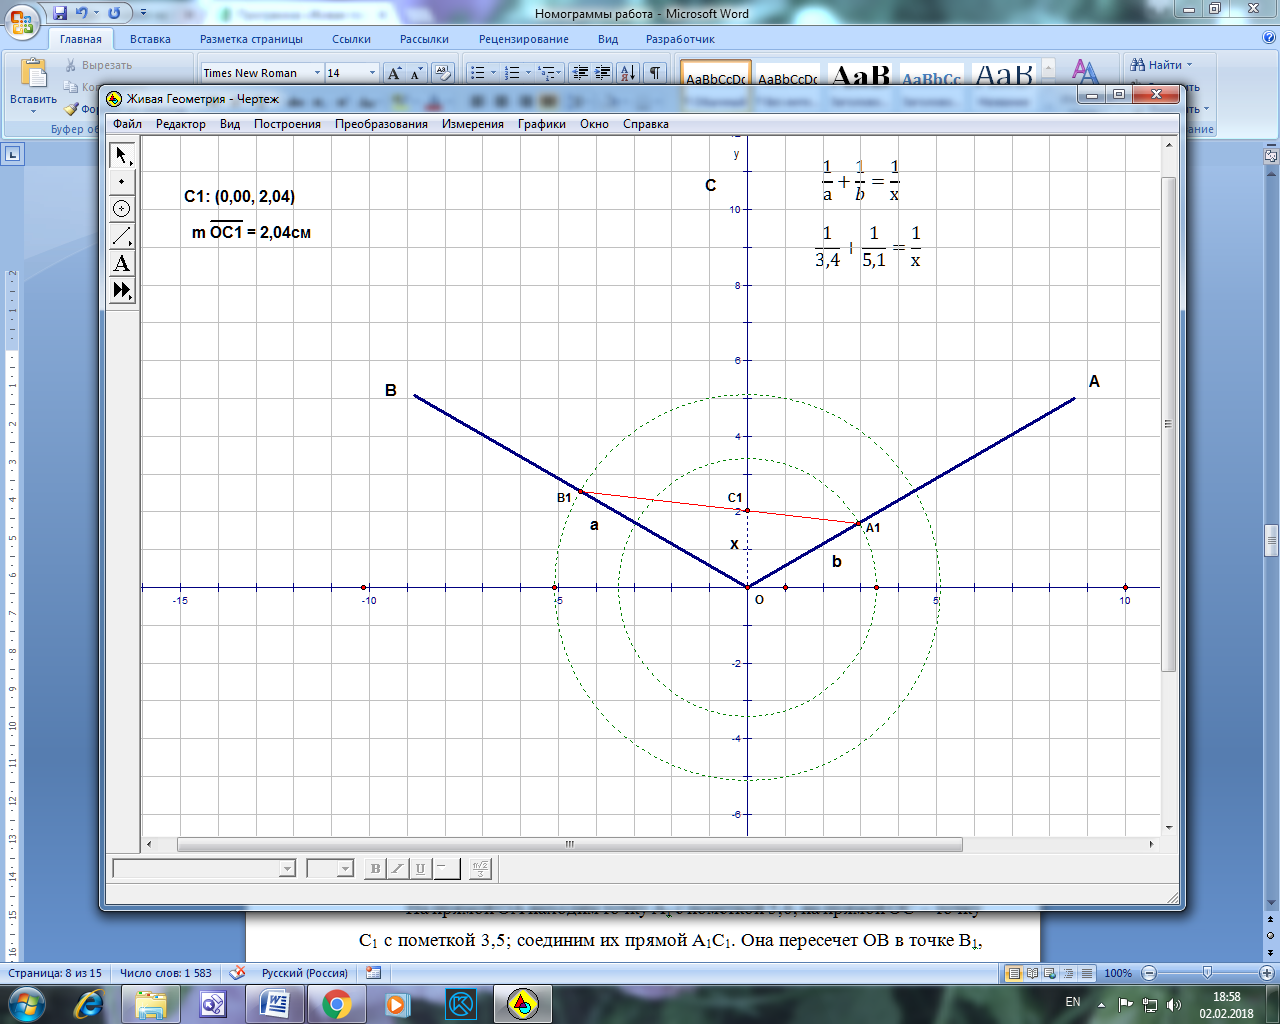 Номограммы работа - Microsoft Word
Главная Вставка Разметка страницы Ссылки Рассылки Рецензирование Вид Разработчик
Вырезать
Вставить
Times New Roman 14
AaBbCcDc AaBbCcDc АаВ AaBbCc АаВ
Найти
Живая Геометрия - Чертеж
Файл Редактор Вид Построения Преобразования Измерения Графики Окно Справка
C1: (0,00, 2,04)
m OC1 = 2,04см
y
C
1/a + 1/b = 1/x
1/3,4 + 1/5,1 = 1/x
10
8
6
4
2
-2
-4
-6
B
A
B1
C1
A1
a
x
b
-15 -10 -5 O 5 10
C1 с пометкой 3,5; соединим их прямой A1C1. Она пересечет OB в точке B1,
Страница: 8 из 15 Число слов: 1 583 Русский (Россия) 100%
EN
18:58
02.02.2018